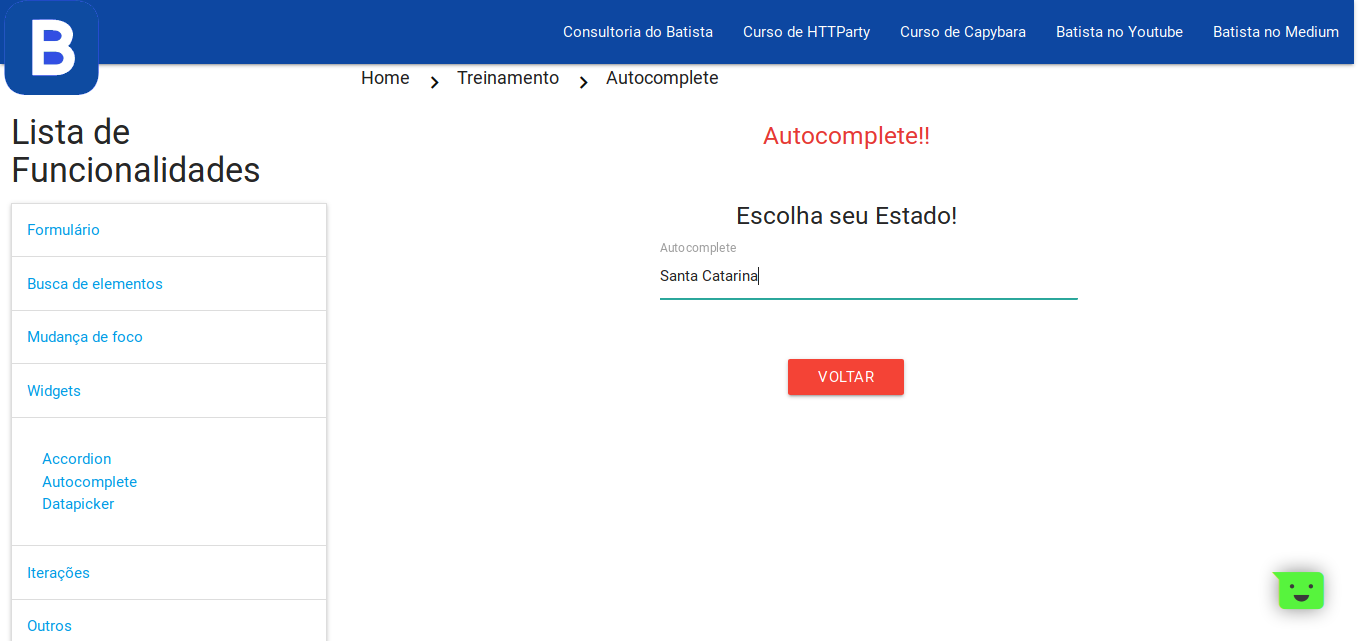 B
Consultoria do Batista
Curso de HTTParty
Curso de Capybara
Batista no Youtube
Batista no Medium
Home
Treinamento
Autocomplete
Lista de
Funcionalidades
Formulário
Busca de elementos
Mudança de foco
Widgets
Accordion
Autocomplete
Datapicker
Iterações
Outros
Autocomplete!!
Escolha seu Estado!
Autocomplete
Santa Catarina
VOLTAR